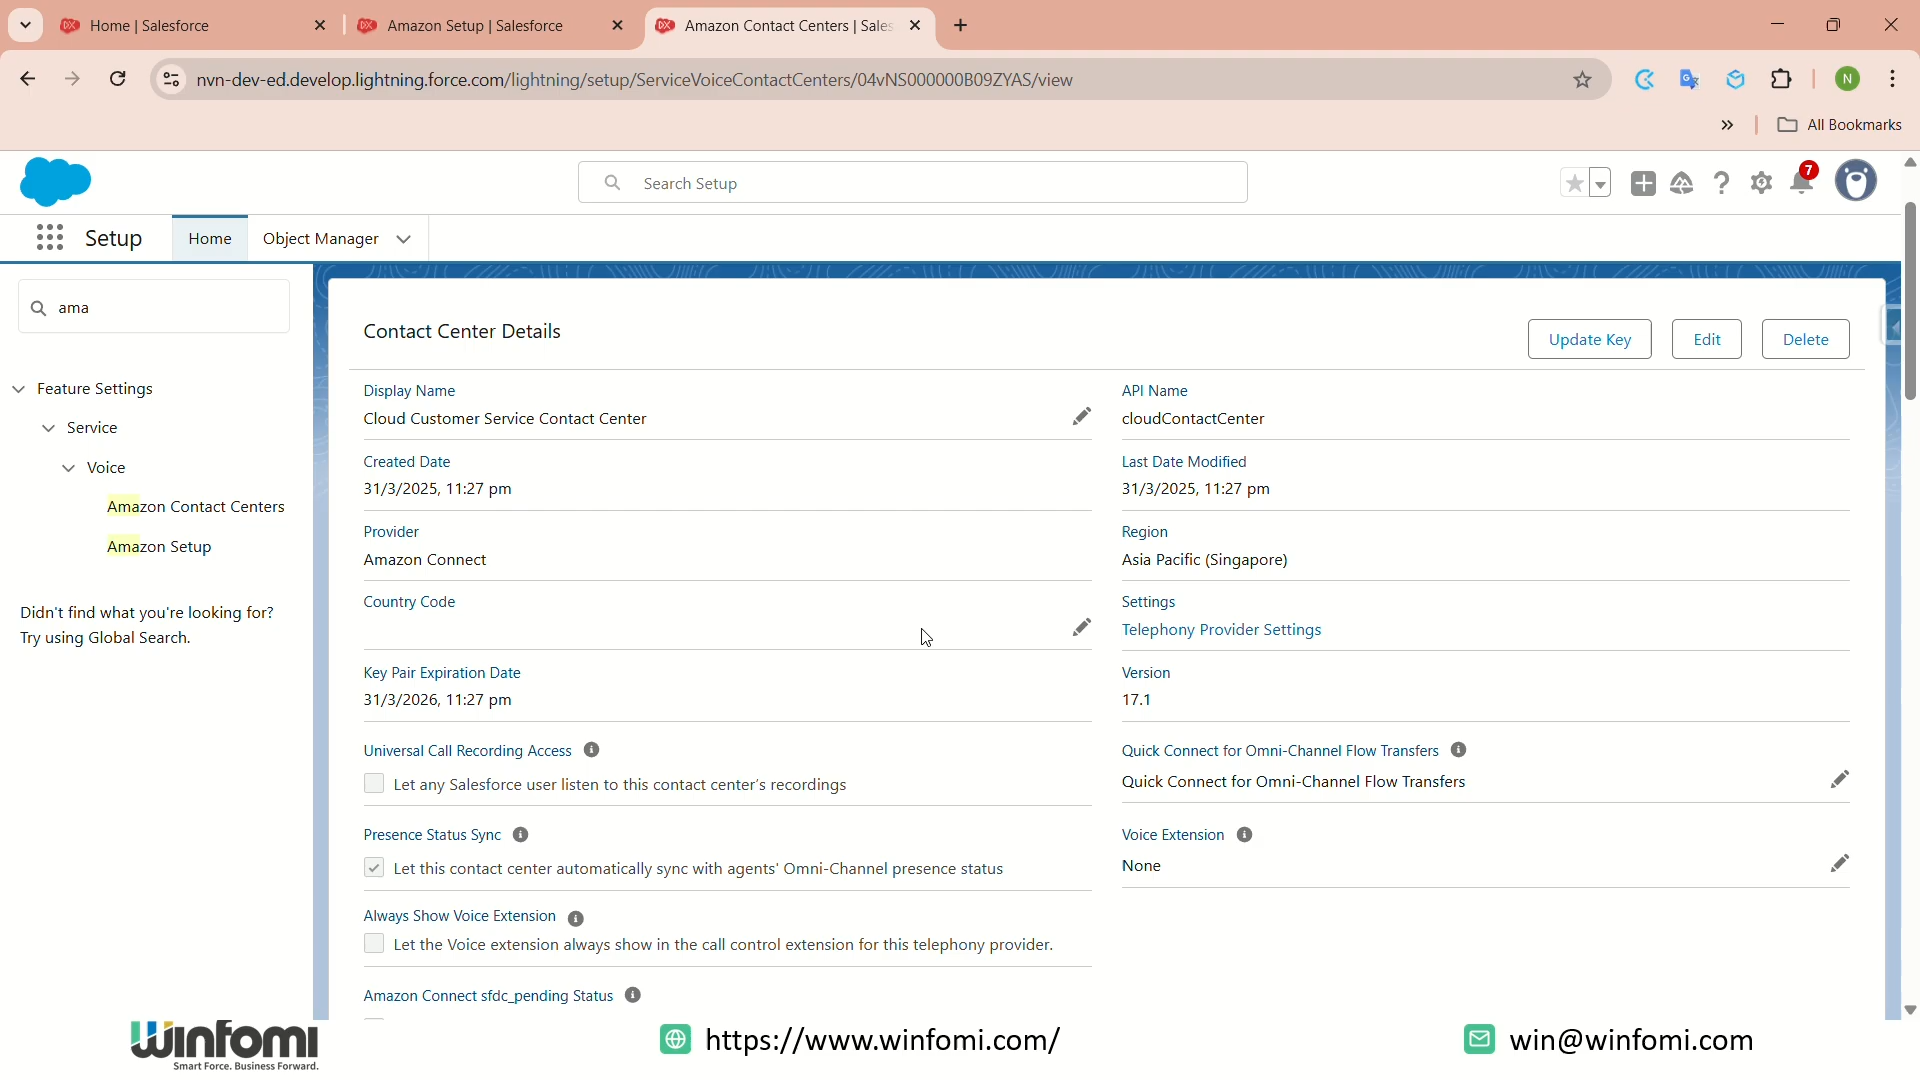 Home | Salesforce
Amazon Setup | Salesforce
Amazon Contact Centers | Sales
nvn-dev-ed.develop.lightning.force.com/lightning/setup/ServiceVoiceContactCenters/04vNS000000B09ZYAS/view
N
All Bookmarks
Search Setup
7
Setup
Home
Object Manager
ama
Feature Settings
Service
Voice
Amazon Contact Centers
Amazon Setup
Didn't find what you're looking for?
Try using Global Search.
Contact Center Details
Update Key
Edit
Delete
Display Name
Cloud Customer Service Contact Center
API Name
cloudContactCenter
Created Date
31/3/2025, 11:27 pm
Last Date Modified
31/3/2025, 11:27 pm
Provider
Amazon Connect
Region
Asia Pacific (Singapore)
Country Code
Settings
Telephony Provider Settings
Key Pair Expiration Date
31/3/2026, 11:27 pm
Version
17.1
Universal Call Recording Access
Let any Salesforce user listen to this contact center's recordings
Quick Connect for Omni-Channel Flow Transfers
Quick Connect for Omni-Channel Flow Transfers
Presence Status Sync
Let this contact center automatically sync with agents' Omni-Channel presence status
Voice Extension
None
Always Show Voice Extension
Let the Voice extension always show in the call control extension for this telephony provider.
Amazon Connect sfdc_pending Status
Winfomi
Smart Force. Business Forward.
https://www.winfomi.com/
win@winfomi.com